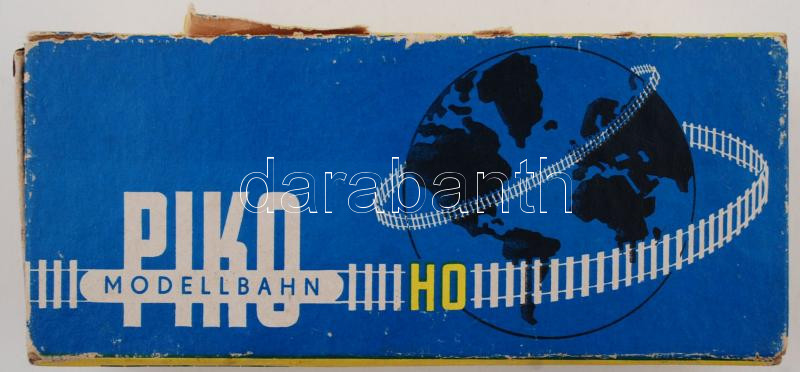 PIKO
MODELLBAHN
HO
darabanth